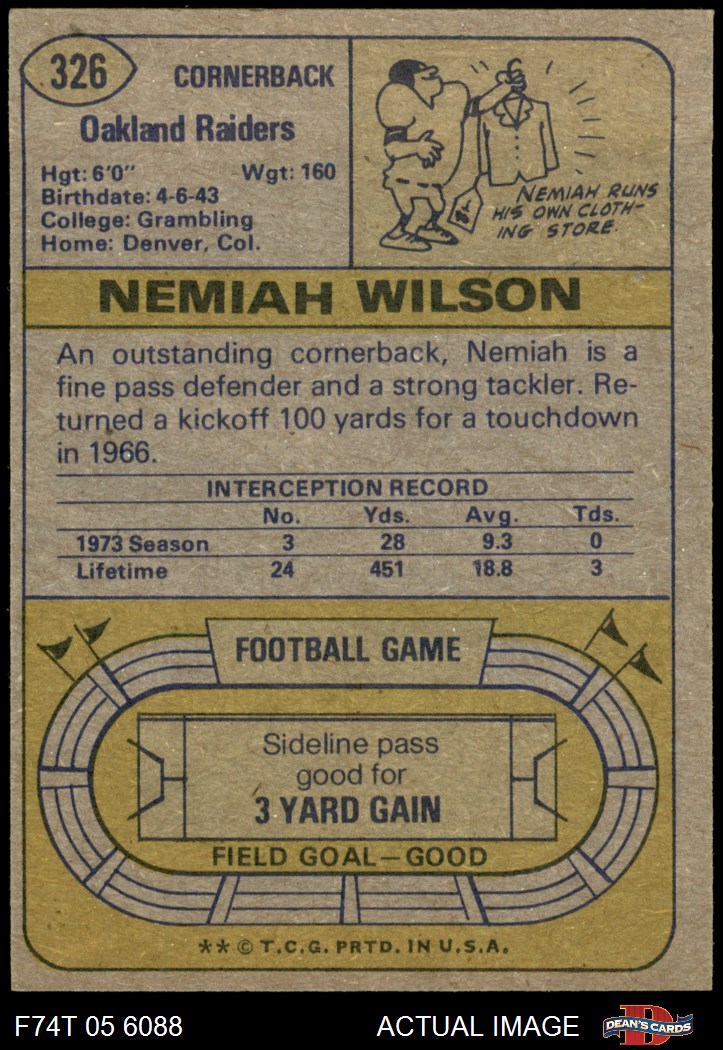 326
CORNERBACK
Oakland Raiders
Hgt: 6'0" Wgt: 160
Birthdate: 4-6-43
College: Grambling
Home: Denver, Col.
NEMIAH RUNS
HIS OWN CLOTH-
ING STORE.
NEMIAH WILSON
An outstanding cornerback, Nemiah is a
fine pass defender and a strong tackler. Re-
turned a kickoff 100 yards for a touchdown
in 1966.
INTERCEPTION RECORD
No. Yds. Avg. Tds.
1973 Season 3 28 9.3 0
Lifetime 24 451 18.8 3
FOOTBALL GAME
Sideline pass
good for
3 YARD GAIN
FIELD GOAL—GOOD
** © T.C.G. PRTD. IN U.S.A.
F74T 05 6088 ACTUAL IMAGE
D
DEAN'S CARDS